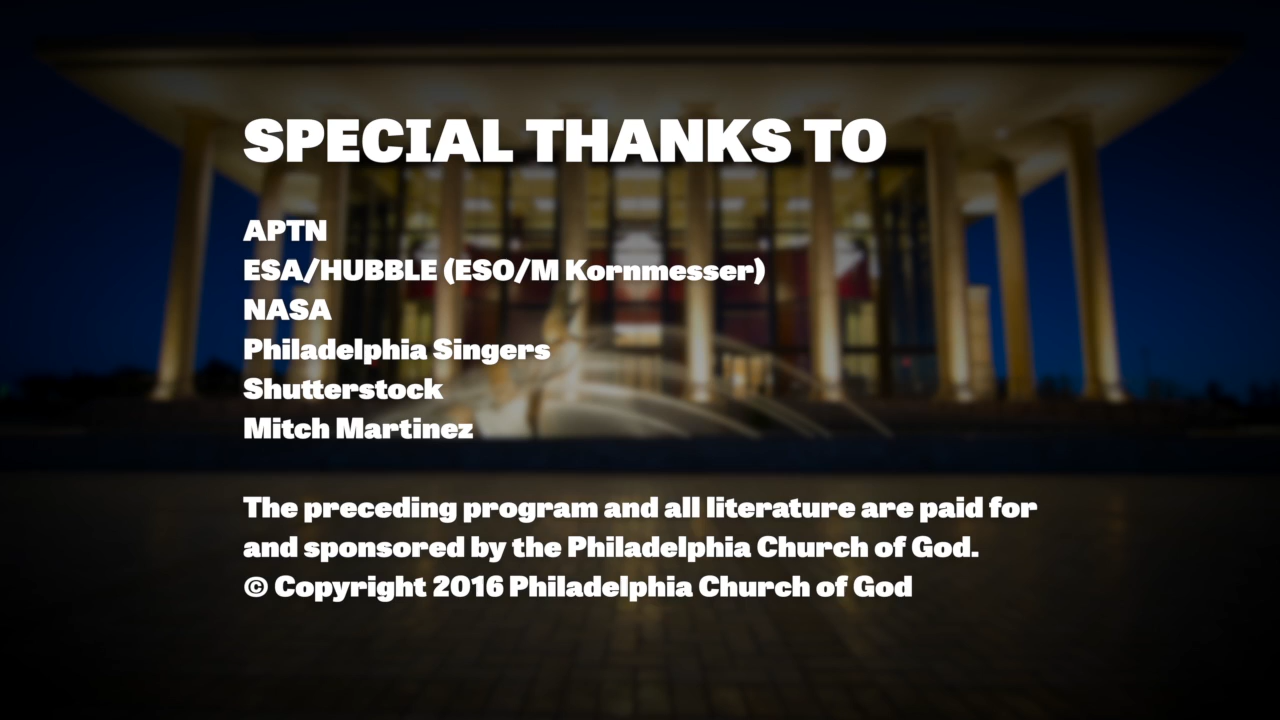 SPECIAL THANKS TO
APTN
ESA/HUBBLE (ESO/M Kornmesser)
NASA
Philadelphia Singers
Shutterstock
Mitch Martinez
The preceding program and all literature are paid for
and sponsored by the Philadelphia Church of God.
© Copyright 2016 Philadelphia Church of God